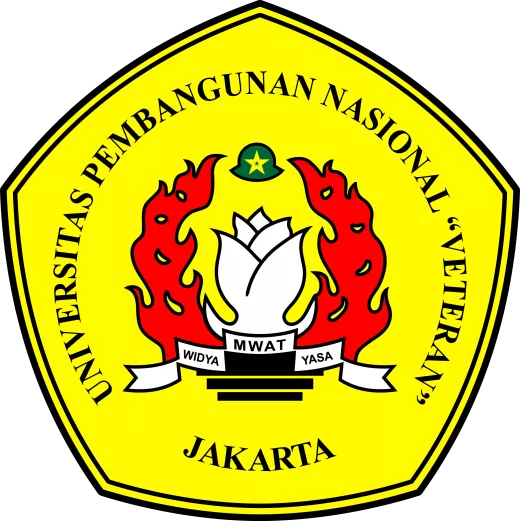 UNIVERSITAS PEMBANGUNAN NASIONAL “VETERAN”
WIDYA MWAT YASA
JAKARTA